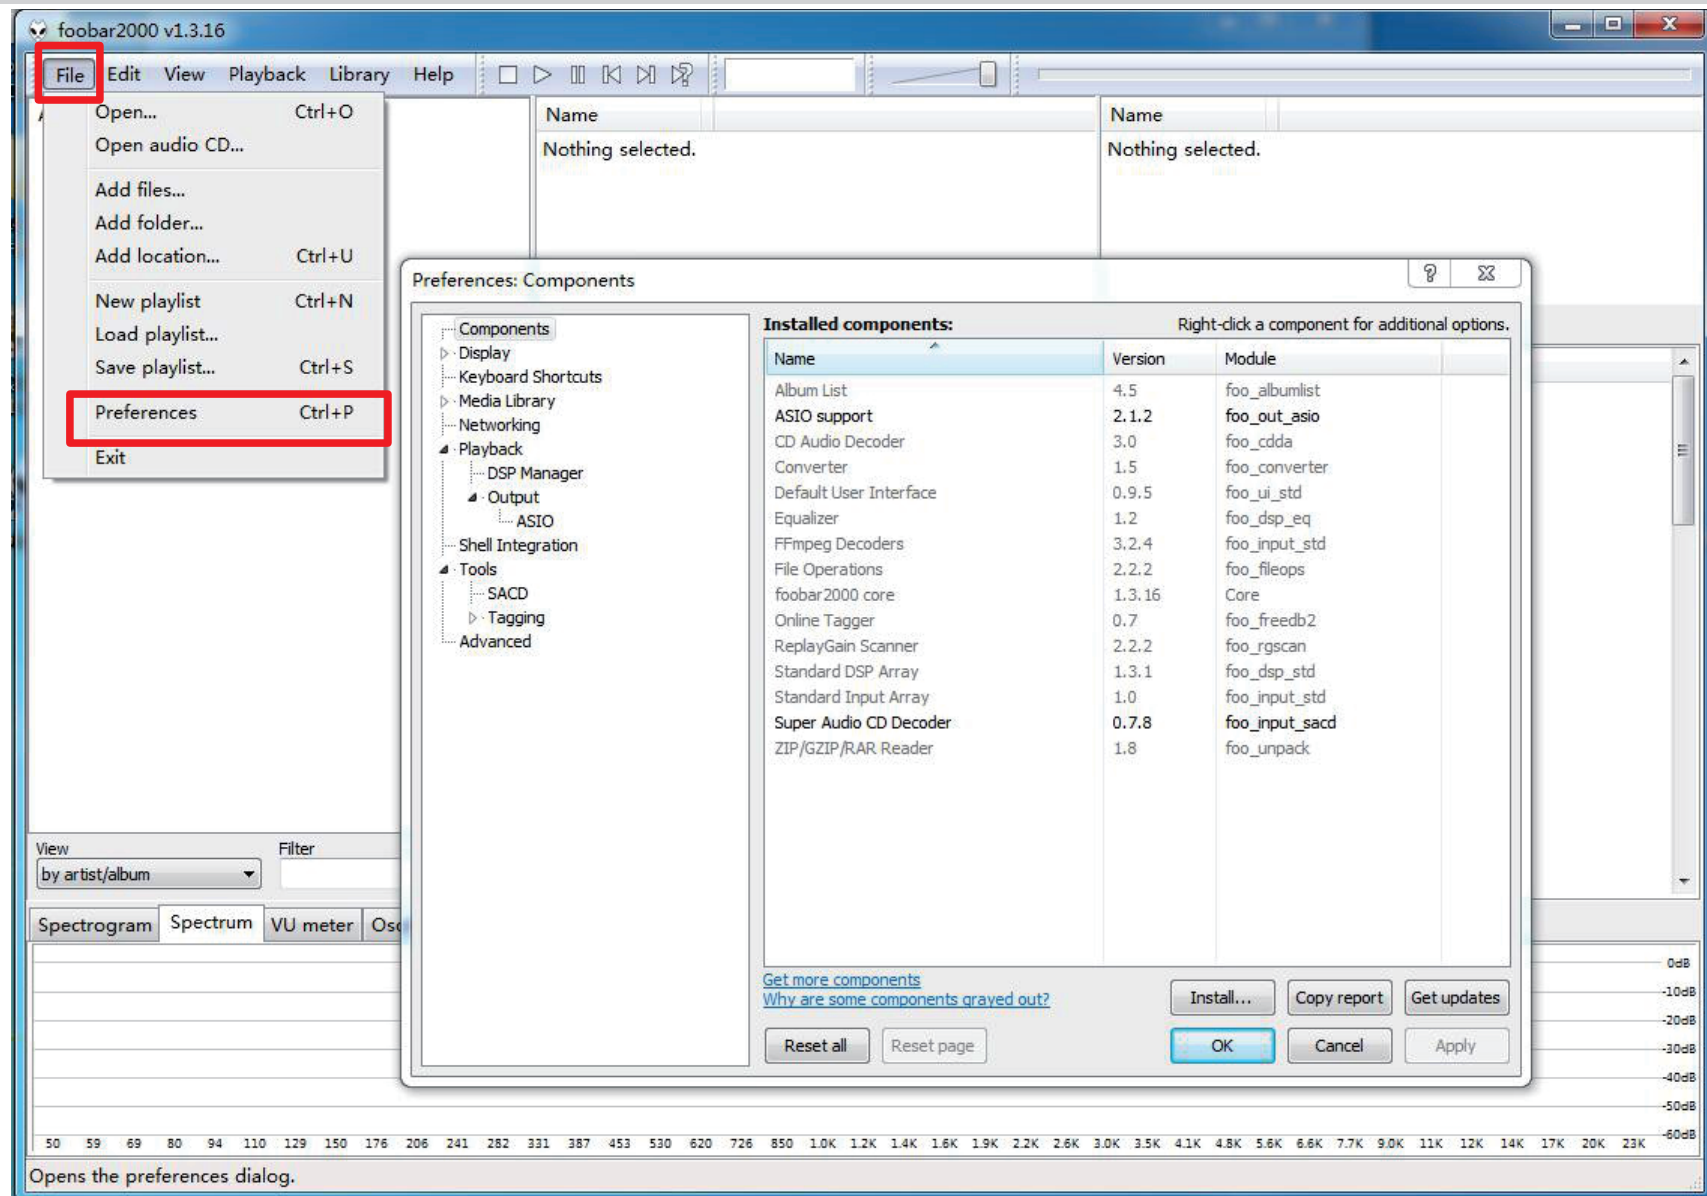 foobar2000 v1.3.16
File Edit View Playback Library Help
Open... Ctrl+O
Open audio CD...
Add files...
Add folder...
Add location... Ctrl+U
New playlist Ctrl+N
Load playlist...
Save playlist... Ctrl+S
Preferences Ctrl+P
Exit
Name
Nothing selected.
Name
Nothing selected.
Preferences: Components
Components
Display
Keyboard Shortcuts
Media Library
Networking
Playback
DSP Manager
Output
ASIO
Shell Integration
Tools
SACD
Tagging
Advanced
Installed components: Right-click a component for additional options.
Name Version Module
Album List 4.5 foo_albumlist
ASIO support 2.1.2 foo_out_asio
CD Audio Decoder 3.0 foo_cdda
Converter 1.5 foo_converter
Default User Interface 0.9.5 foo_ui_std
Equalizer 1.2 foo_dsp_eq
FFmpeg Decoders 3.2.4 foo_input_std
File Operations 2.2.2 foo_fileops
foobar2000 core 1.3.16 Core
Online Tagger 0.7 foo_freedb2
ReplayGain Scanner 2.2.2 foo_rgscan
Standard DSP Array 1.3.1 foo_dsp_std
Standard Input Array 1.0 foo_input_std
Super Audio CD Decoder 0.7.8 foo_input_sacd
ZIP/GZIP/RAR Reader 1.8 foo_unpack
Get more components
Why are some components grayed out?
Install... Copy report Get updates
Reset all Reset page OK Cancel Apply
View Filter
by artist/album
Spectrogram Spectrum VU meter Osc
0dB
-10dB
-20dB
-30dB
-40dB
-50dB
-60dB
50 59 69 80 94 110 129 150 176 206 241 282 331 387 453 530 620 726 850 1.0K 1.2K 1.4K 1.6K 1.9K 2.2K 2.6K 3.0K 3.5K 4.1K 4.8K 5.6K 6.6K 7.7K 9.0K 11K 12K 14K 17K 20K 23K
Opens the preferences dialog.